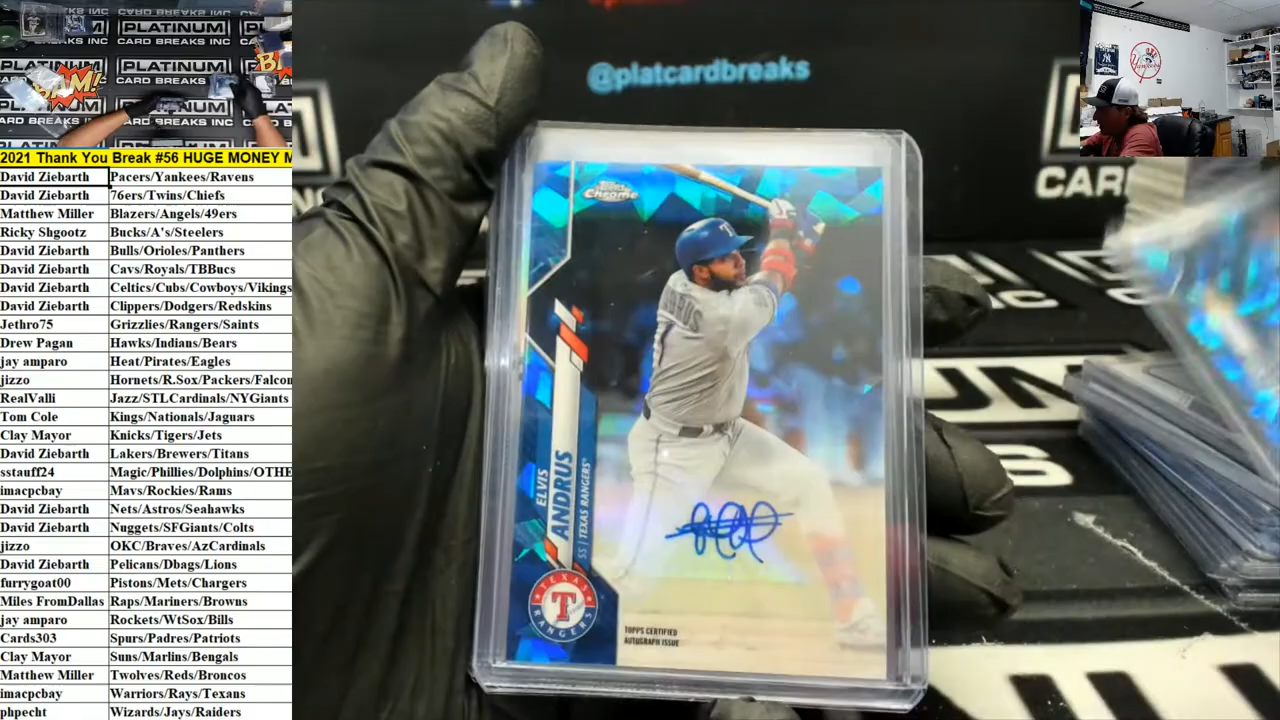 PLATINUM
CARD BREAKS INC
BAM!
2021 Thank You Break #56 HUGE MONEY M
David Ziebarth Pacers/Yankees/Ravens
David Ziebarth 76ers/Twins/Chiefs
Matthew Miller Blazers/Angels/49ers
Ricky Shgootz Bucks/A's/Steelers
David Ziebarth Bulls/Orioles/Panthers
David Ziebarth Cavs/Royals/TBBucs
David Ziebarth Celtics/Cubs/Cowboys/Vikings
David Ziebarth Clippers/Dodgers/Redskins
Jethro75 Grizzlies/Rangers/Saints
Drew Pagan Hawks/Indians/Bears
jay amparo Heat/Pirates/Eagles
jizzo Hornets/R.Sox/Packers/Falcon
RealValli Jazz/STLCardinals/NYGiants
Tom Cole Kings/Nationals/Jaguars
Clay Mayor Knicks/Tigers/Jets
David Ziebarth Lakers/Brewers/Titans
sstauff24 Magic/Phillies/Dolphins/OTHE
imacpcbay Mavs/Rockies/Rams
David Ziebarth Nets/Astros/Seahawks
David Ziebarth Nuggets/SFGiants/Colts
jizzo OKC/Braves/AzCardinals
David Ziebarth Pelicans/Dbags/Lions
furrygoat00 Pistons/Mets/Chargers
Miles FromDallas Raps/Mariners/Browns
jay amparo Rockets/WtSox/Bills
Cards303 Spurs/Padres/Patriots
Clay Mayor Suns/Marlins/Bengals
Matthew Miller Twolves/Reds/Broncos
imacpcbay Warriors/Rays/Texans
phpecht Wizards/Jays/Raiders
@platcardbreaks
CARD
Topps
Chrome
ELVIS
ANDRUS
SS | TEXAS RANGERS
TEXAS
T
RANGERS
TOPPS CERTIFIED
AUTOGRAPH ISSUE